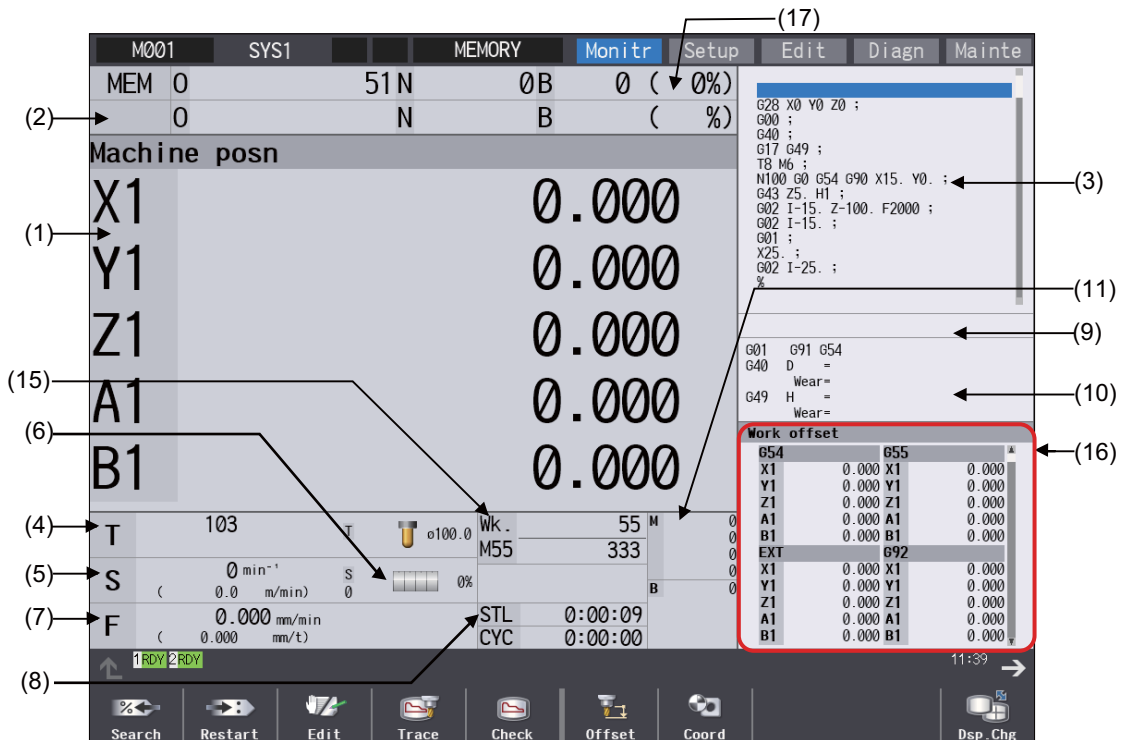 (17)
M001 SYS1 MEMORY Monitr Setup Edit Diagn Mainte
MEM O 51 N 0 B 0 ( 0%)
(2) O N B ( %)
Machine posn
(1)
X1 0.000
Y1 0.000
Z1 0.000
A1 0.000
B1 0.000
G28 X0 Y0 Z0 ;
G00 ;
G40 ;
G17 G49 ;
T8 M6 ;
N100 G0 G54 G90 X15. Y0. ;
(3)
G43 Z5. H1 ;
G02 I-15. Z-100. F2000 ;
G02 I-15. ;
G01 ;
X25. ;
G02 I-25. ;
%
(11)
(9)
G01 G91 G54
G40 D =
Wear=
G49 H =
(10)
Wear=
(15)
(6)
Work offset
(16)
G54 G55
X1 0.000 X1 0.000
Y1 0.000 Y1 0.000
Z1 0.000 Z1 0.000
A1 0.000 A1 0.000
B1 0.000 B1 0.000
EXT G92
X1 0.000 X1 0.000
Y1 0.000 Y1 0.000
Z1 0.000 Z1 0.000
A1 0.000 A1 0.000
B1 0.000 B1 0.000
(4) T 103 T ø100.0
Wk. 55
M55 333
M 0
0
0
0
B 0
(5) S 0 min⁻¹ S 0%
( 0.0 m/min) 0
(7) F 0.000 mm/min
( 0.000 mm/t)
STL 0:00:09
CYC 0:00:00
(8)
1 RDY 2 RDY 11:39
Search Restart Edit Trace Check Offset Coord Dsp.Chg